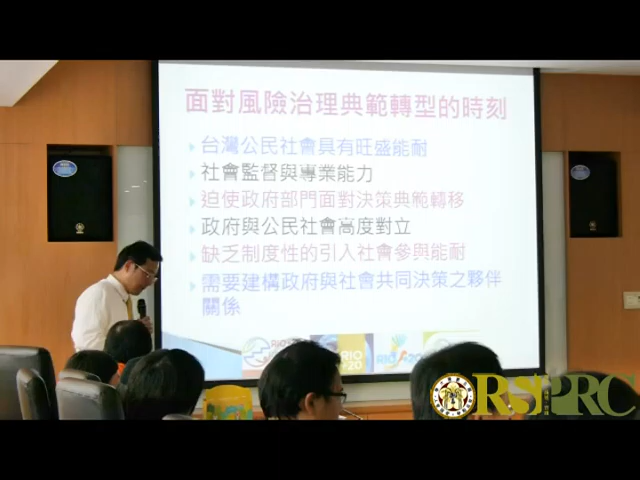 面對風險治理典範轉型的時刻
台灣公民社會具有旺盛能耐
社會監督與專業能力
迫使政府部門面對決策典範轉移
政府與公民社會高度對立
缺乏制度性的引入社會參與能耐
需要建構政府與社會共同決策之夥伴
關係
RIO
+20
RSPRC